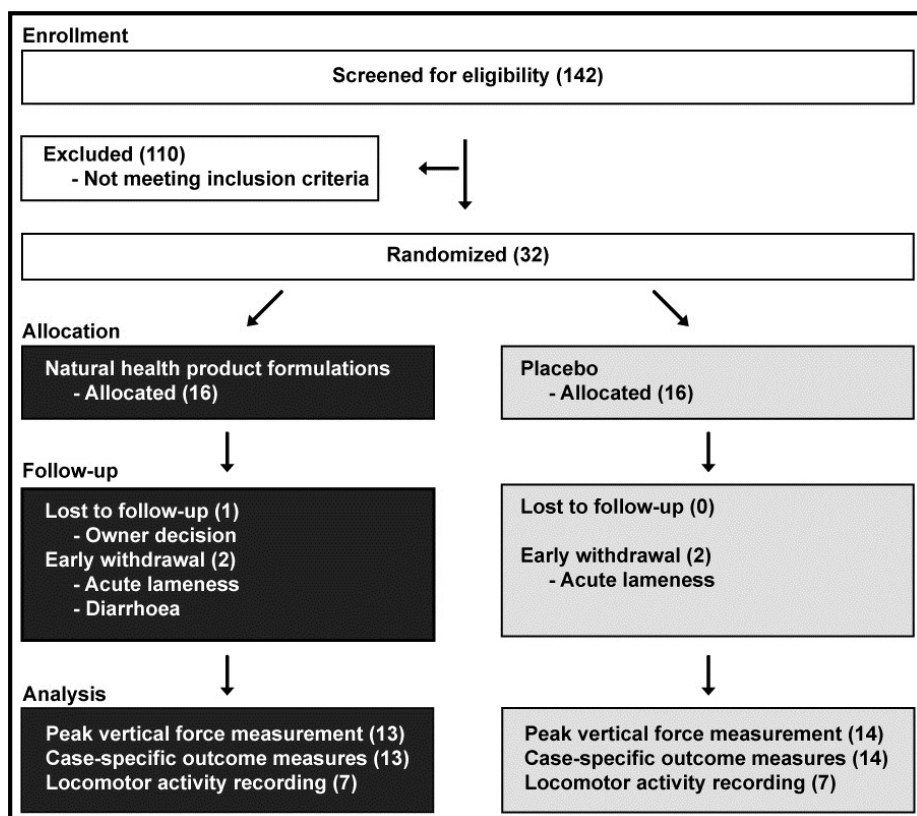 Enrollment
Screened for eligibility (142)
Excluded (110)
- Not meeting inclusion criteria
Randomized (32)
Allocation
Natural health product formulations
- Allocated (16)
Placebo
- Allocated (16)
Follow-up
Lost to follow-up (1)
- Owner decision
Early withdrawal (2)
- Acute lameness
- Diarrhoea
Lost to follow-up (0)
Early withdrawal (2)
- Acute lameness
Analysis
Peak vertical force measurement (13)
Case-specific outcome measures (13)
Locomotor activity recording (7)
Peak vertical force measurement (14)
Case-specific outcome measures (14)
Locomotor activity recording (7)